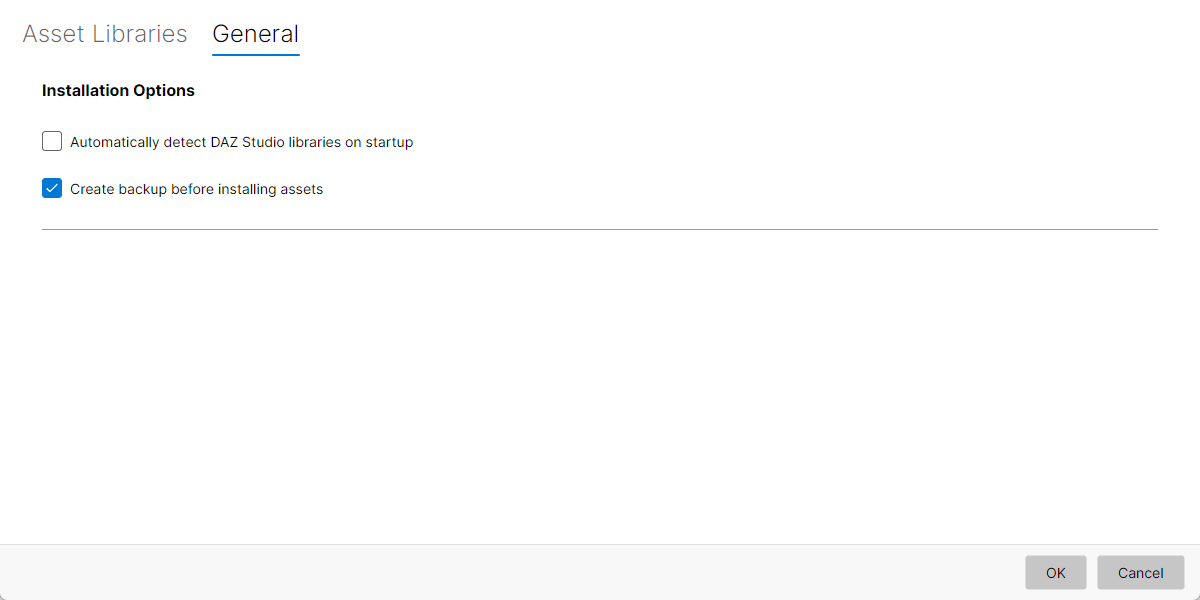 Asset Libraries General
Installation Options
Automatically detect DAZ Studio libraries on startup
Create backup before installing assets
OK Cancel